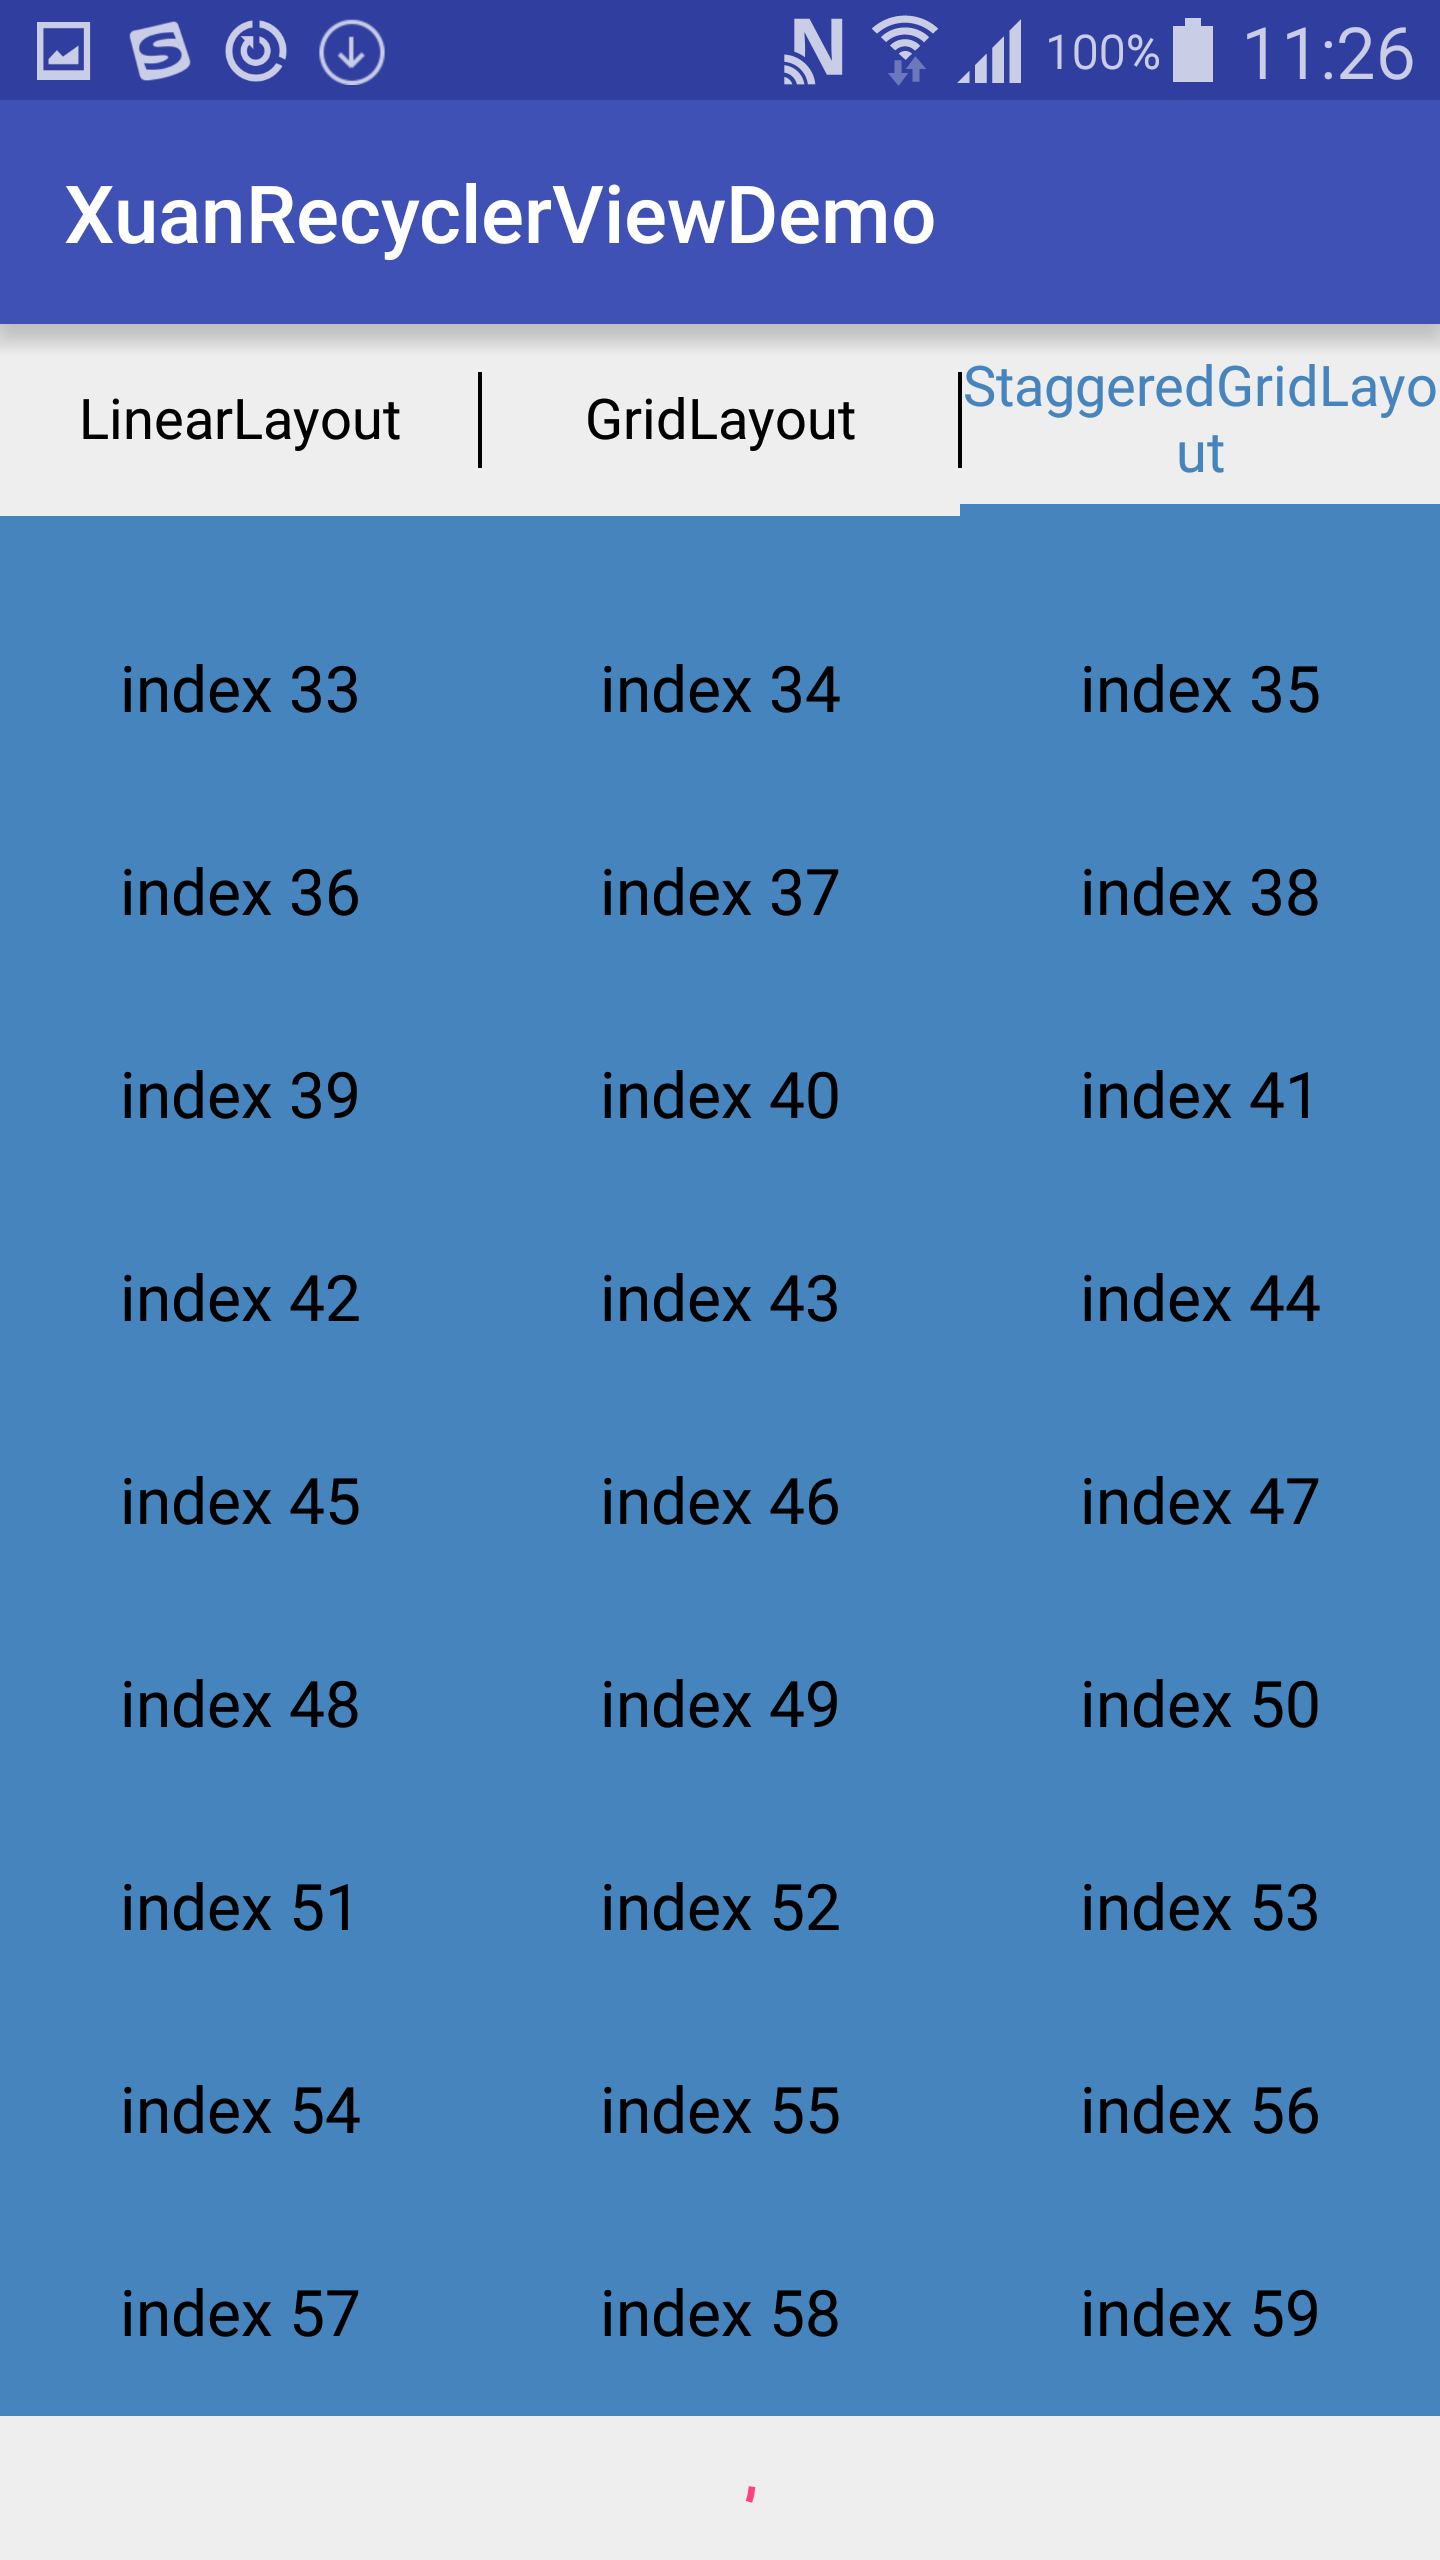 100% 11:26
XuanRecyclerViewDemo
LinearLayout GridLayout StaggeredGridLayo
ut
index 33 index 34 index 35
index 36 index 37 index 38
index 39 index 40 index 41
index 42 index 43 index 44
index 45 index 46 index 47
index 48 index 49 index 50
index 51 index 52 index 53
index 54 index 55 index 56
index 57 index 58 index 59